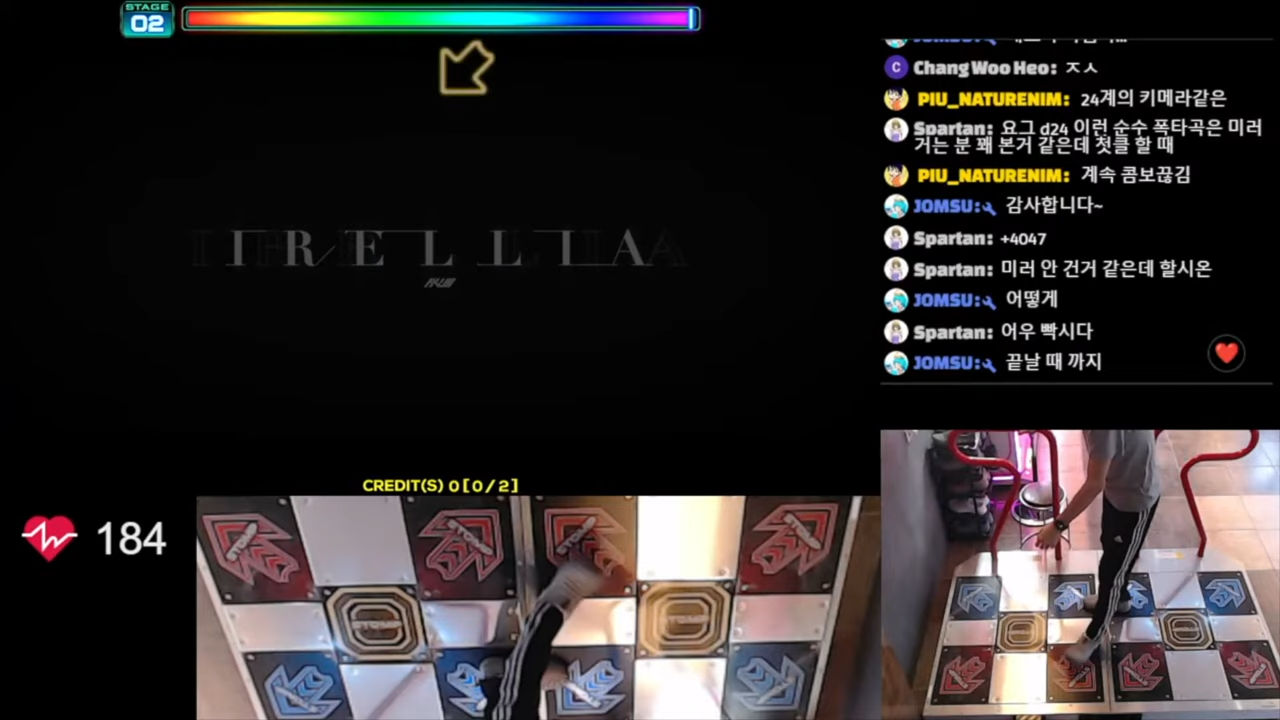 STAGE
02
IRELLIA
CREDIT(S) 0[0/2]
184
STOMP
STOMP
ChangWoo Heo: ㅈㅅ
PIU_NATURENIM: 24계의 키메라같은
Spartan: 요그 d24 이런 순수 폭타곡은 미러
거는 분 꽤 본거 같은데 첫클 할 때
PIU_NATURENIM: 계속 콤보끊김
JOMSU: 감사합니다~
Spartan: +4047
Spartan: 미러 안 건거 같은데 할시온
JOMSU: 어떻게
Spartan: 어우 빡시다
JOMSU: 끝날 때 까지